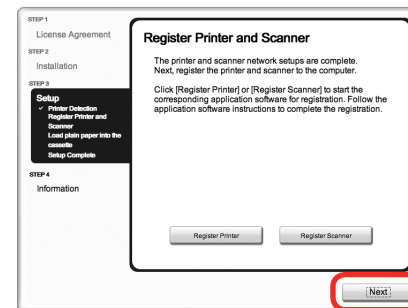 STEP 1
License Agreement
STEP 2
Installation
STEP 3
Setup
✓ Printer Detection
Register Printer and
Scanner
Load plain paper into the
cassette
Setup Complete
STEP 4
Information
Register Printer and Scanner
The printer and scanner network setups are complete.
Next, register the printer and scanner to the computer.
Click [Register Printer] or [Register Scanner] to start the
corresponding application software for registration. Follow the
application software instructions to complete the registration.
Register Printer
Register Scanner
Next